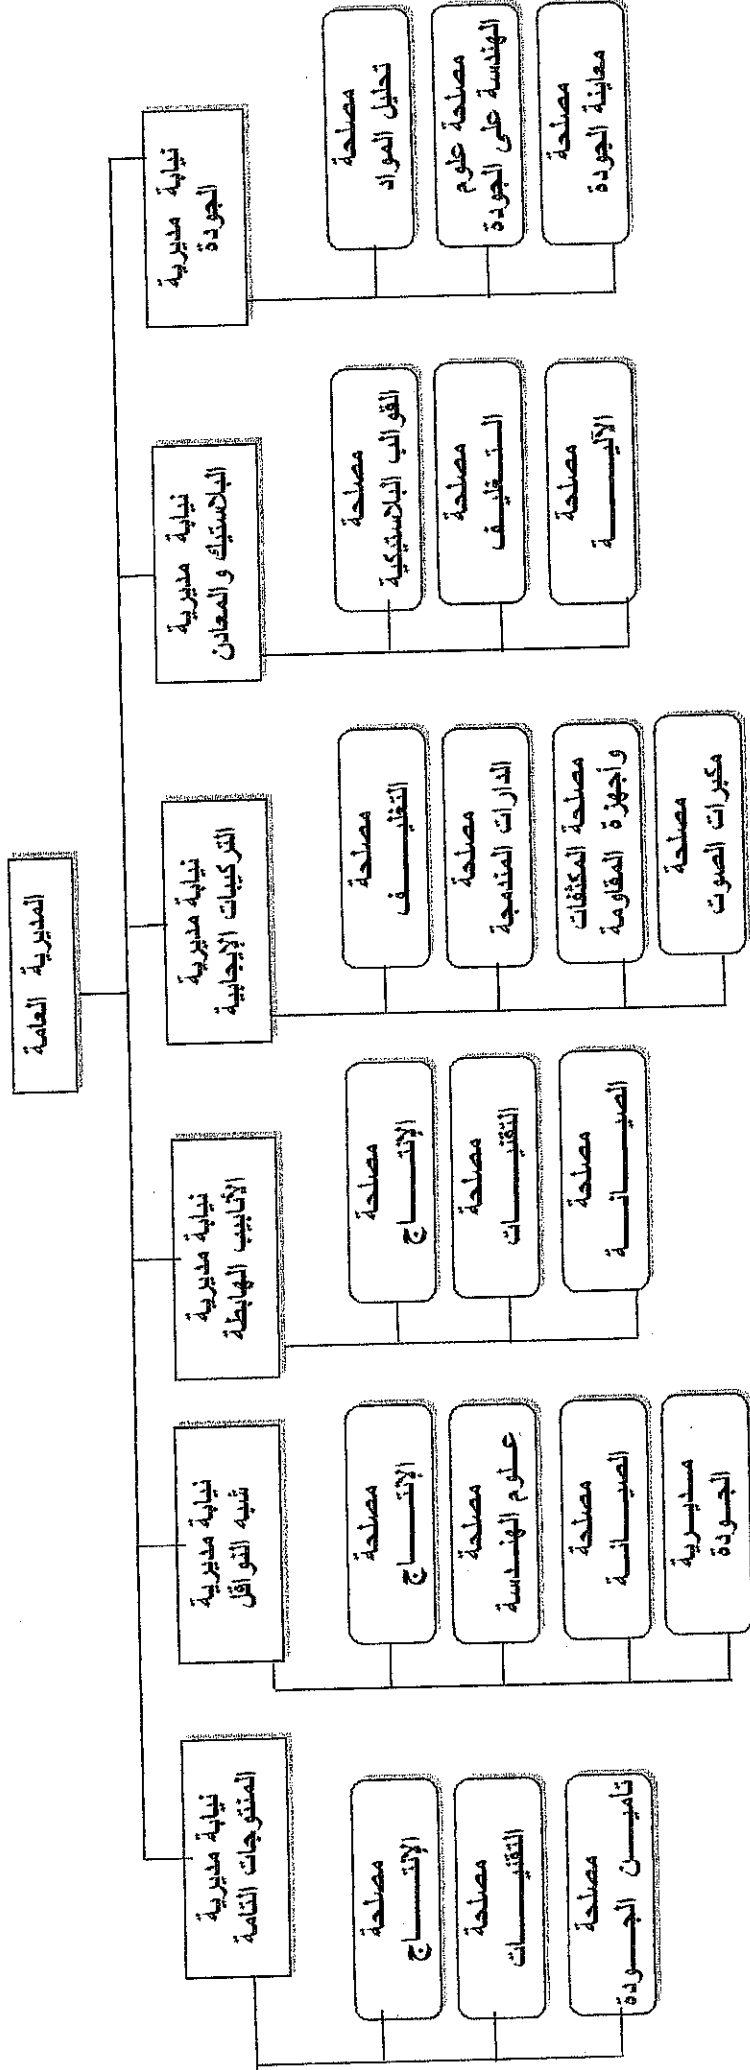 المديرية العامة
نيابة مديرية
الجودة
مصلحة
تحليل المواد
مصلحة علوم
الهندسة على الجودة
مصلحة
معاينة الجودة
نيابة مديرية
البلاستيك والمعادن
مصلحة
القوالب البلاستيكية
مصلحة
التغليف
مصلحة
الآلية
نيابة مديرية
التركيبات الإيجابية
مصلحة
التغليف
مصلحة
الدارات المندمجة
مصلحة المكثفات
وأجهزة المقاومة
مصلحة
مكبرات الصوت
نيابة مديرية
الأنابيب الهابطة
مصلحة
الإنتاج
مصلحة
التقنيات
مصلحة
الصيانة
نيابة مديرية
شبه النواقل
مصلحة
الإنتاج
مصلحة
علوم الهندسة
مصلحة
الصيانة
مديرية
الجودة
نيابة مديرية
المنتوجات التامة
مصلحة
الإنتاج
مصلحة
التقنيات
مصلحة
تامين الجودة